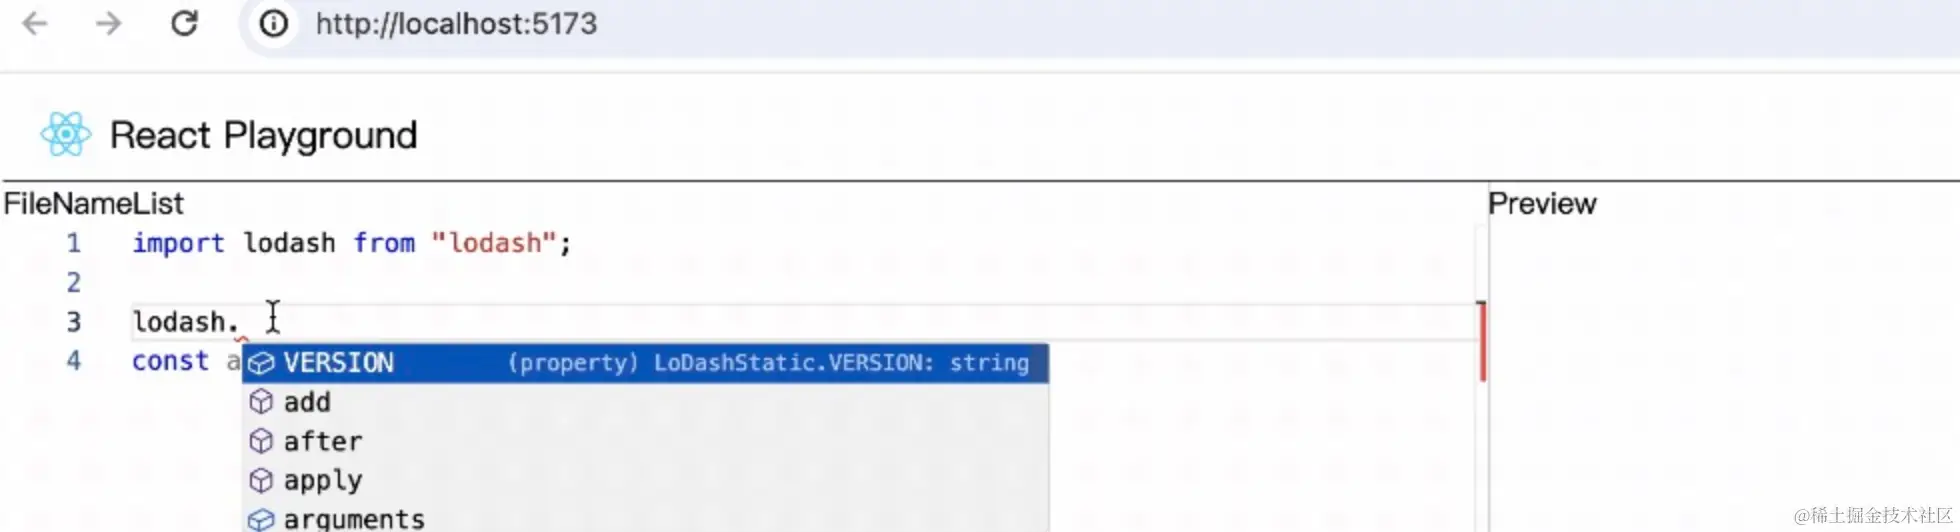 http://localhost:5173
React Playground
FileNameList
Preview
1 import lodash from "lodash";
2
3 lodash.
4 const a
VERSION (property) LoDashStatic.VERSION: string
add
after
apply
arguments
@稀土掘金技术社区